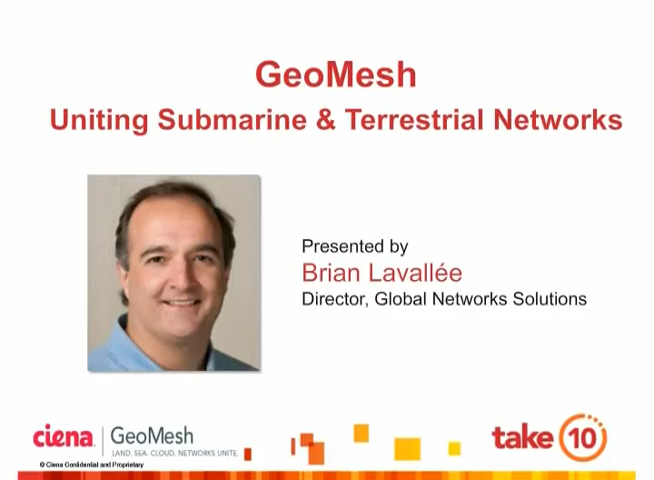 GeoMesh
Uniting Submarine & Terrestrial Networks
Presented by
Brian Lavallée
Director, Global Networks Solutions
ciena
GeoMesh
LAND. SEA. CLOUD. NETWORKS UNITE.
© Ciena Confidential and Proprietary
take 10